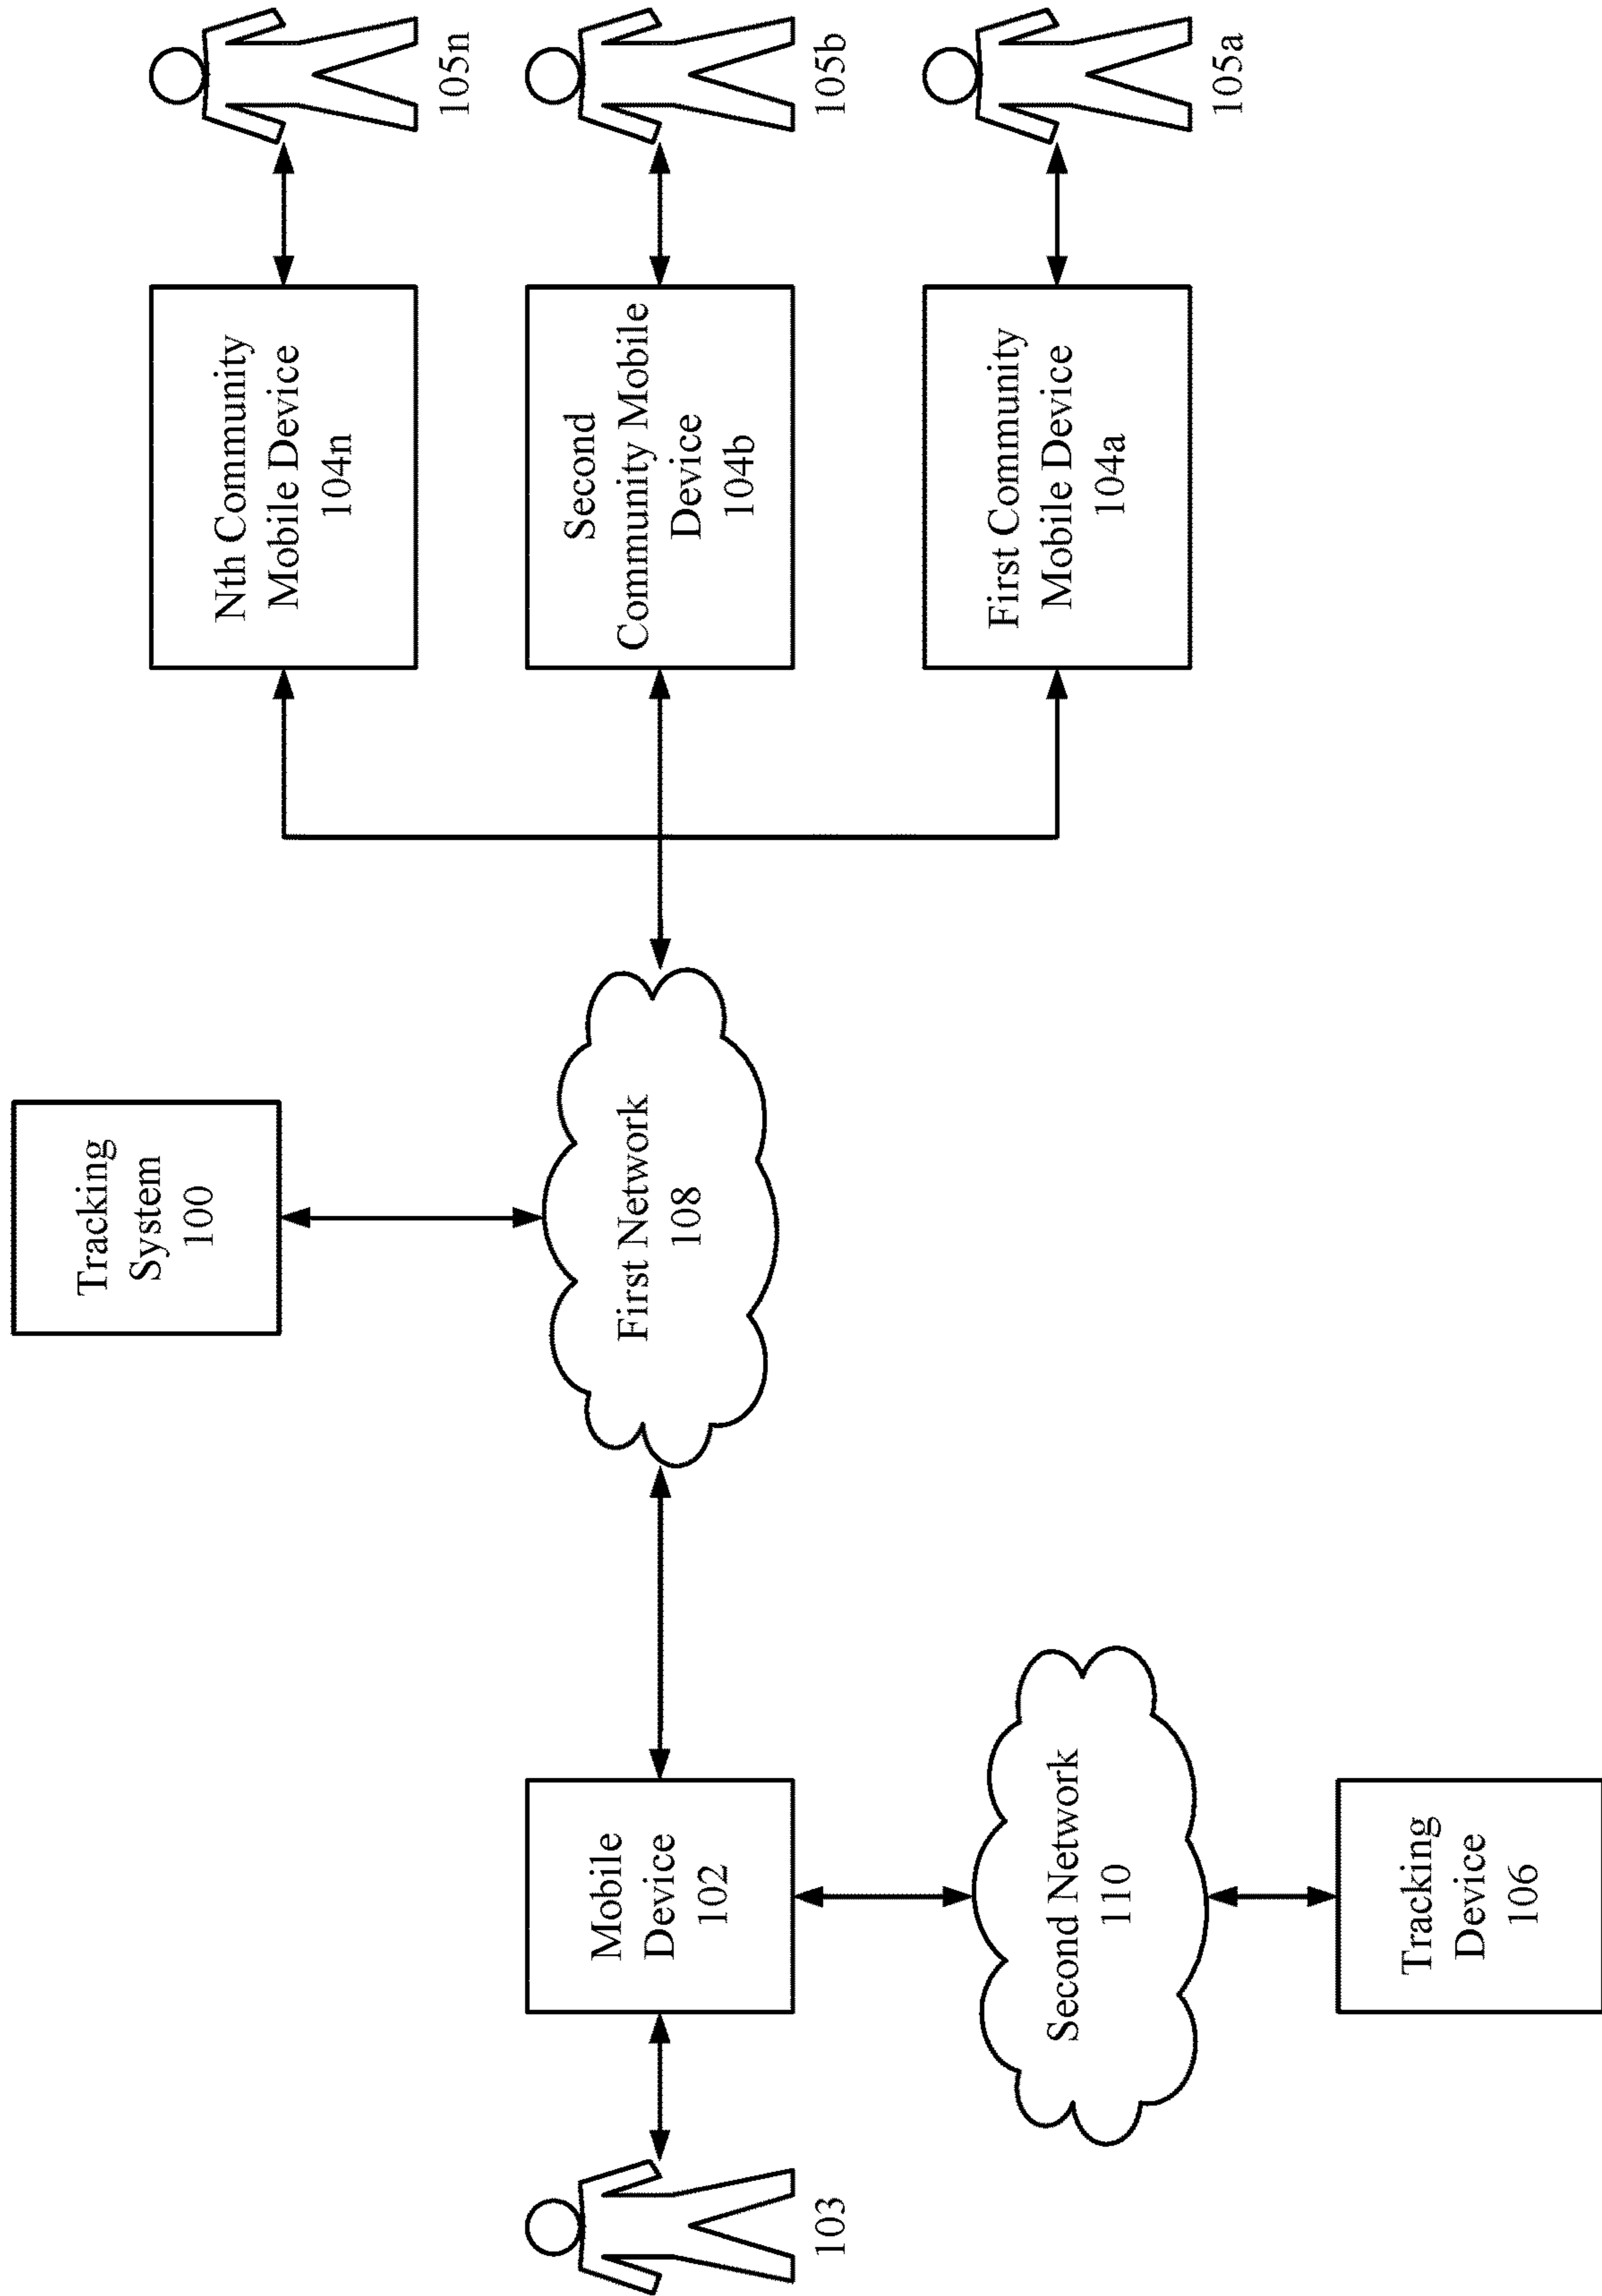 Tracking
System
100
Nth Community
Mobile Device
104n
105n
103
Mobile
Device
102
First Network
108
Second
Community Mobile
Device
104b
105b
Second Network
110
First Community
Mobile Device
104a
105a
Tracking
Device
106